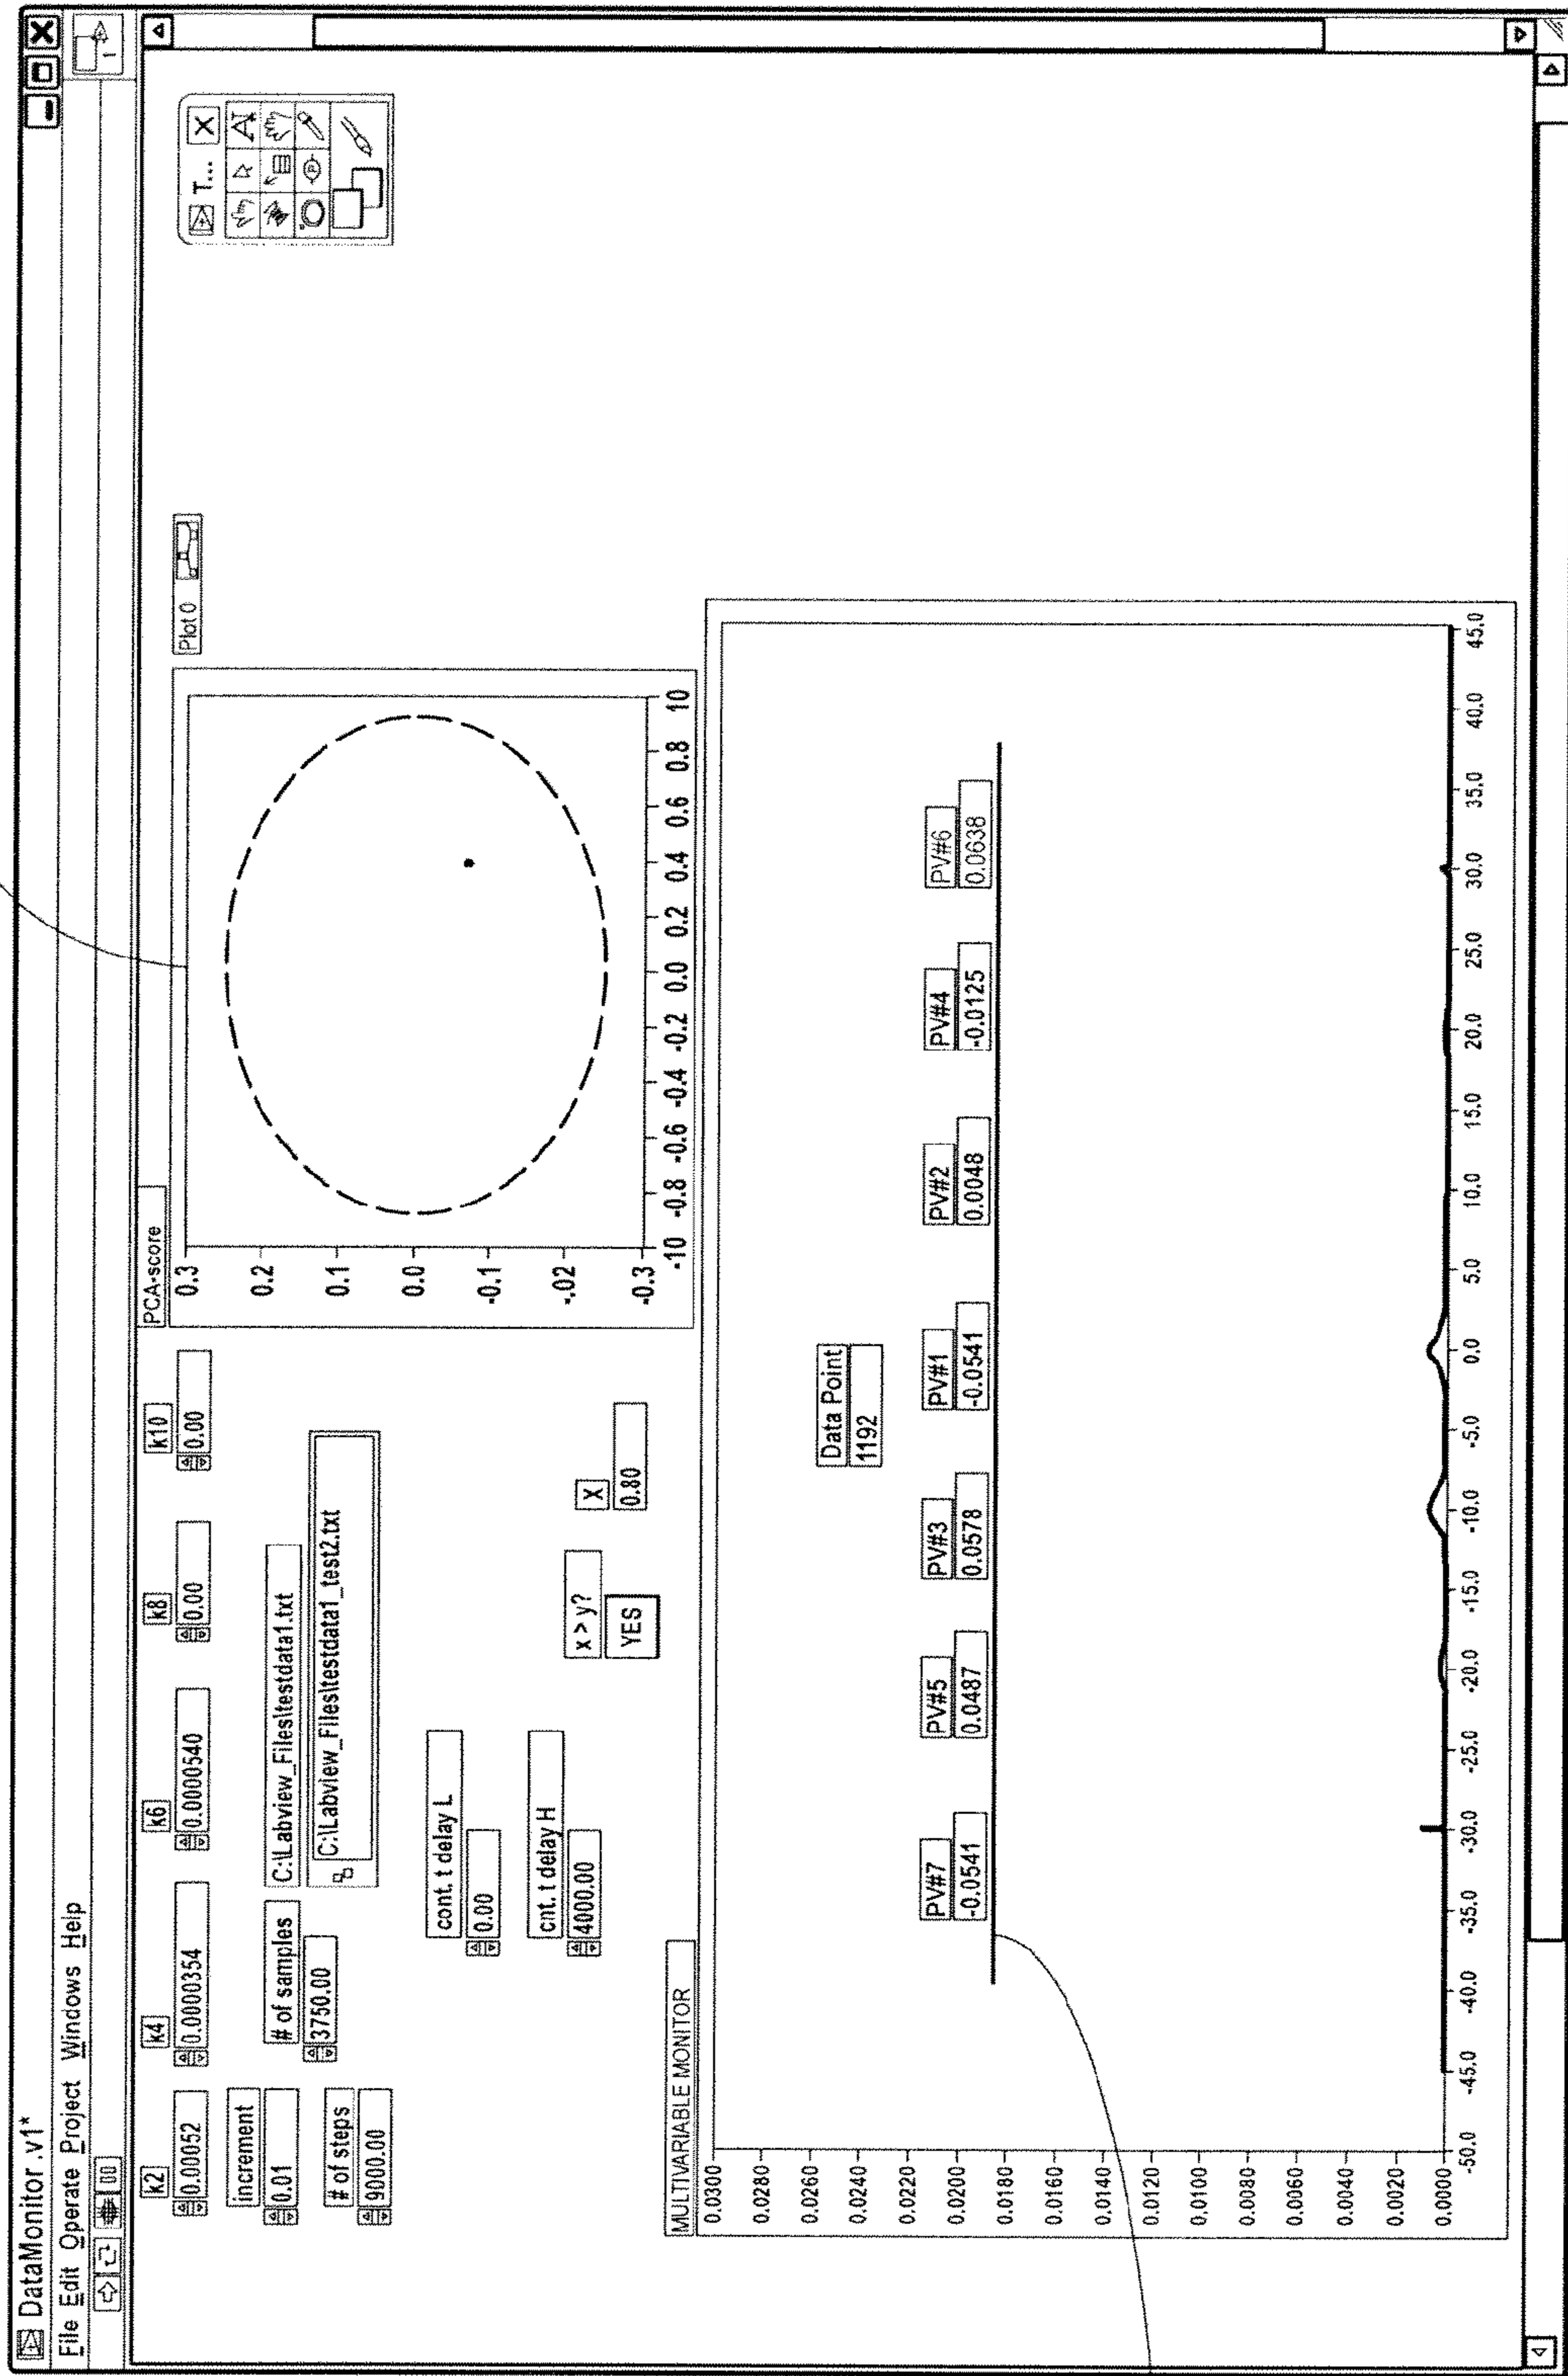 DataMonitor.v1*
File Edit Operate Project Windows Help
k2 k4 k6 k8 k10
0.00052 0.0000354 0.0000540 0.00 0.00
increment
0.01
# of samples
3750.00
C:\Labview_Files\testdata1.txt
C:\Labview_Files\testdata1_test2.txt
# of steps
9000.00
cont. t delay L
0.00
cnt. t delay H
4000.00
x > y?
YES
X
0.80
PCA-score
0.3
0.2
0.1
0.0
-0.1
-.02
-0.3
-10 -0.8 -0.6 -0.4 -0.2 0.0 0.2 0.4 0.6 0.8 10
Plot 0
T... X
MULTIVARIABLE MONITOR
0.0300
0.0280
0.0260
0.0240
0.0220
0.0200
0.0180
0.0160
0.0140
0.0120
0.0100
0.0080
0.0060
0.0040
0.0020
0.0000
Data Point
1192
PV#7 PV#5 PV#3 PV#1 PV#2 PV#4 PV#6
-0.0541 0.0487 0.0578 -0.0541 0.0048 -0.0125 0.0638
-50.0 -45.0 -40.0 -35.0 -30.0 -25.0 -20.0 -15.0 -10.0 -5.0 0.0 5.0 10.0 15.0 20.0 25.0 30.0 35.0 40.0 45.0